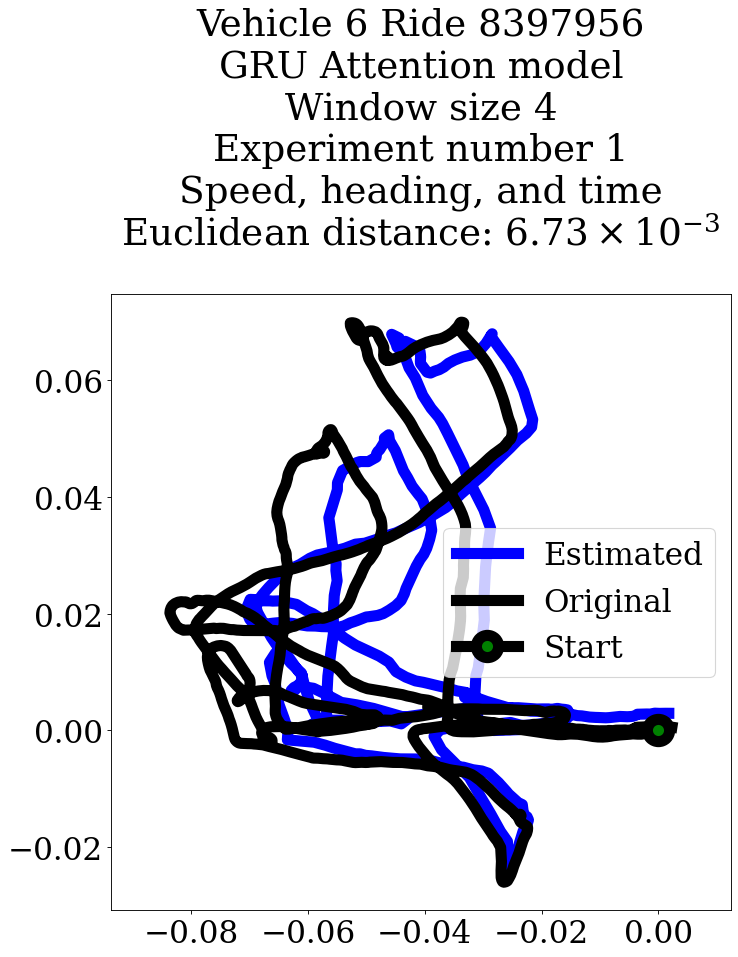 Vehicle 6 Ride 8397956
GRU Attention model
Window size 4
Experiment number 1
Speed, heading, and time
Euclidean distance: 6.73 × 10⁻³
0.06
0.04
0.02
0.00
−0.02
Estimated
Original
Start
−0.08 −0.06 −0.04 −0.02 0.00